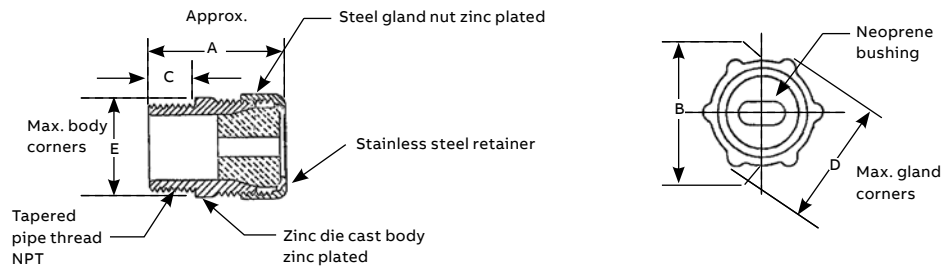 Approx.
A
Steel gland nut zinc plated
C
Max. body
corners
E
Stainless steel retainer
Tapered
pipe thread
NPT
Zinc die cast body
zinc plated
Neoprene
bushing
B
D
Max. gland
corners